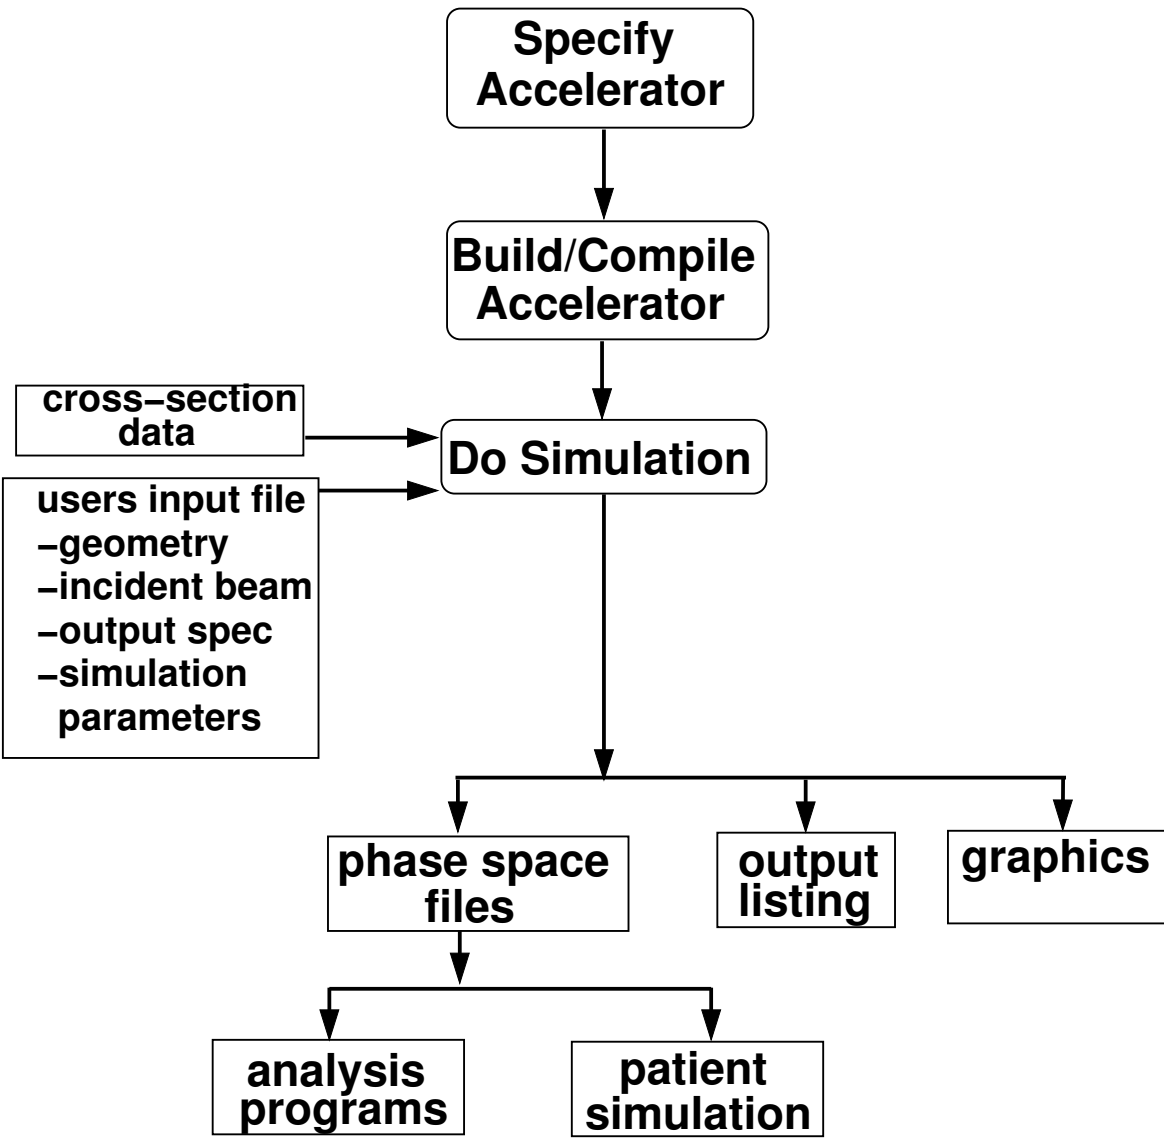 Specify
Accelerator
Build/Compile
Accelerator
cross−section
data
Do Simulation
users input file
−geometry
−incident beam
−output spec
−simulation
parameters
phase space
files
output
listing
graphics
analysis
programs
patient
simulation